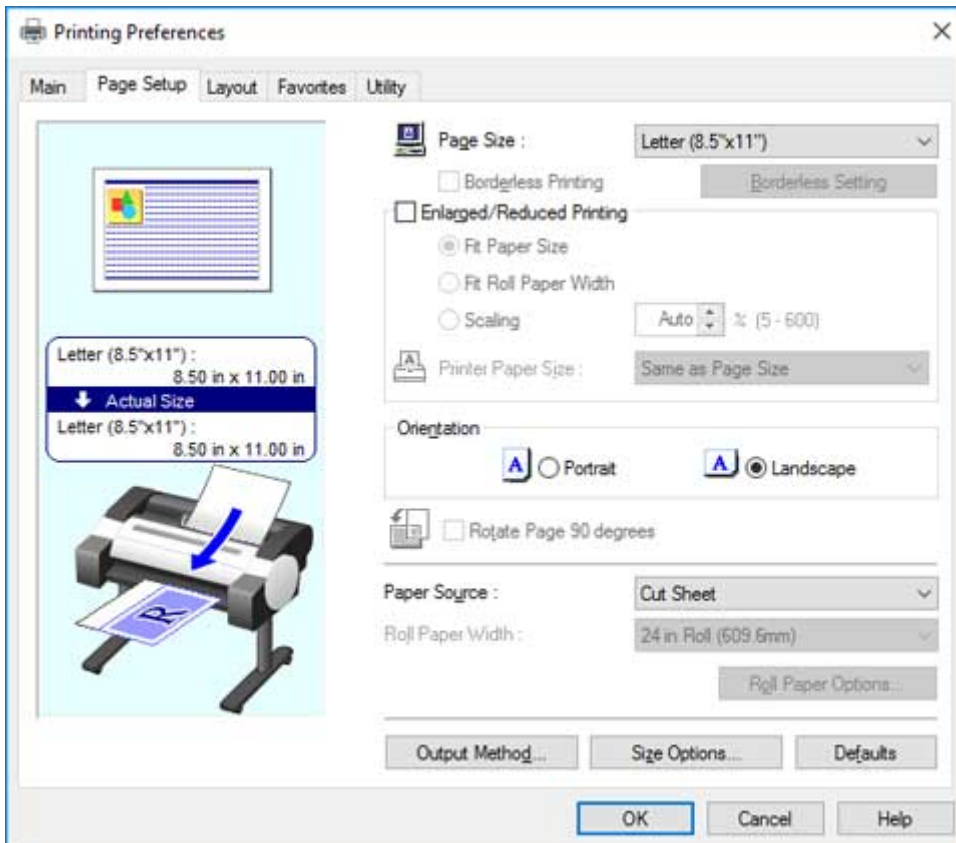 Printing Preferences
Main Page Setup Layout Favorites Utility
Page Size : Letter (8.5"x11")
Borderless Printing Borderless Setting
Enlarged/Reduced Printing
Fit Paper Size
Fit Roll Paper Width
Scaling Auto % (5 - 600)
Printer Paper Size : Same as Page Size
Letter (8.5"x11") :
8.50 in x 11.00 in
Actual Size
Letter (8.5"x11") :
8.50 in x 11.00 in
Orientation
A Portrait A Landscape
Rotate Page 90 degrees
R
Paper Source : Cut Sheet
Roll Paper Width : 24 in Roll (609.6mm)
Roll Paper Options...
Output Method... Size Options... Defaults
OK Cancel Help